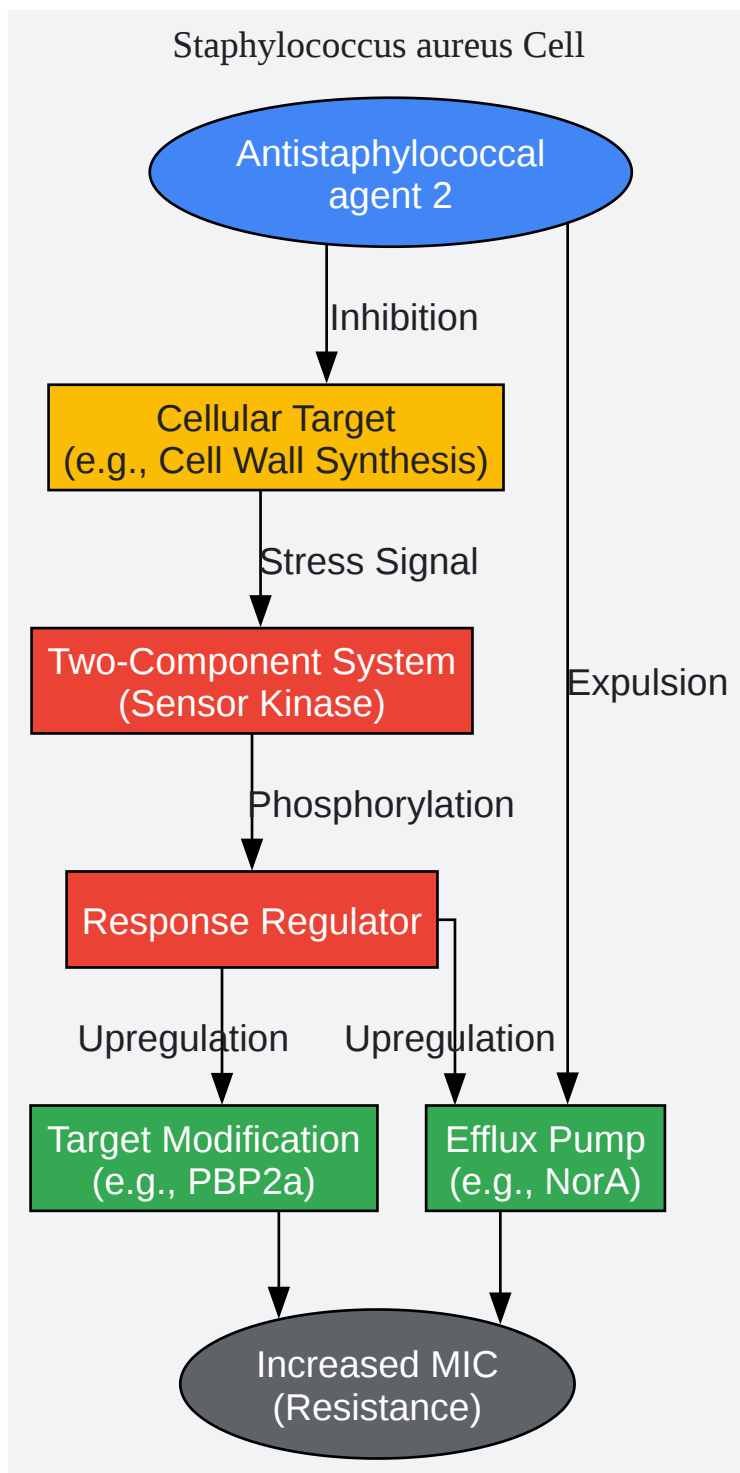 Staphylococcus aureus Cell
Antistaphylococcal
agent 2
Inhibition
Cellular Target
(e.g., Cell Wall Synthesis)
Stress Signal
Two-Component System
(Sensor Kinase)
Expulsion
Phosphorylation
Response Regulator
Upregulation
Upregulation
Target Modification
(e.g., PBP2a)
Efflux Pump
(e.g., NorA)
Increased MIC
(Resistance)